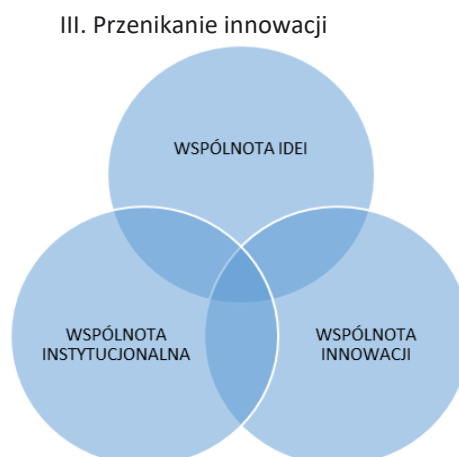 III. Przenikanie innowacji
WSPÓLNOTA IDEI
WSPÓLNOTA
INSTYTUCJONALNA
WSPÓLNOTA
INNOWACJI